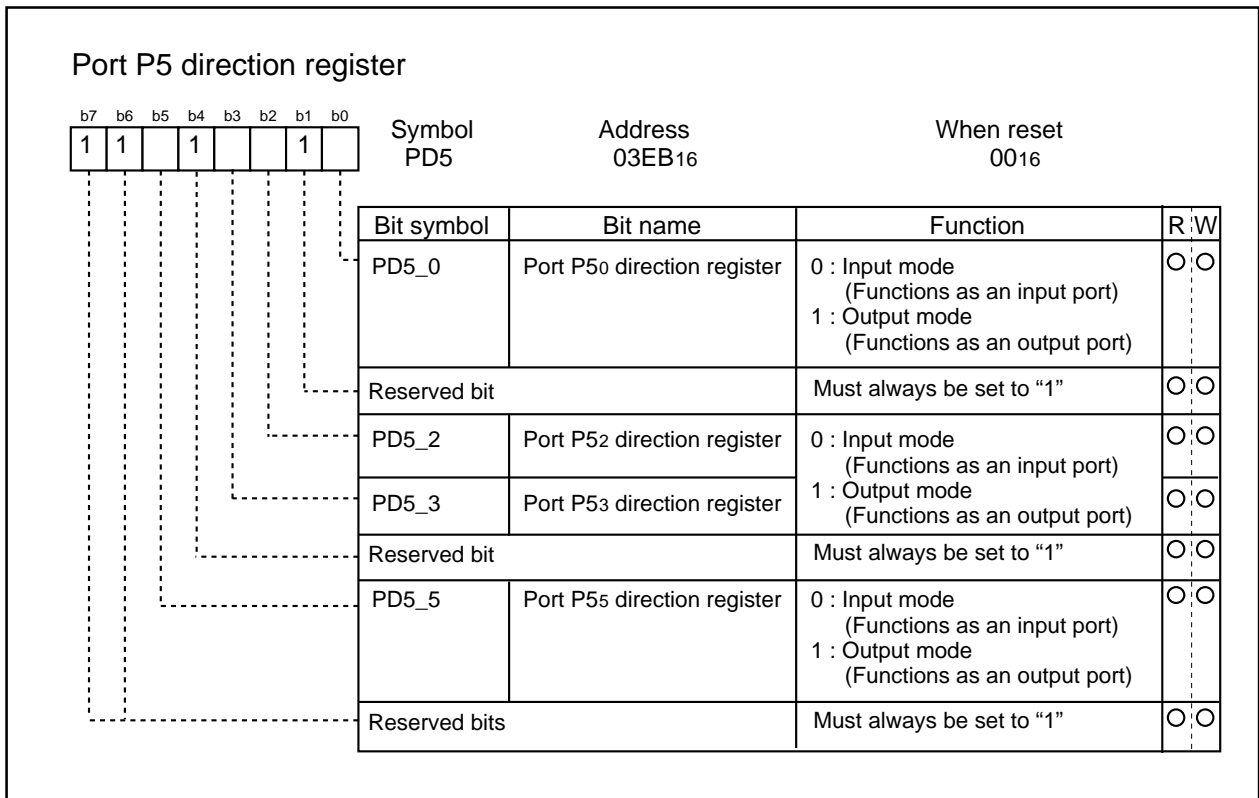 Port P5 direction register
b7 b6 b5 b4 b3 b2 b1 b0
1 1 1 1
Symbol Address When reset
PD5 03EB16 0016
Bit symbol Bit name Function R W
PD5_0 Port P50 direction register 0 : Input mode
(Functions as an input port)
1 : Output mode
(Functions as an output port)
Reserved bit Must always be set to “1”
PD5_2 Port P52 direction register 0 : Input mode
(Functions as an input port)
PD5_3 Port P53 direction register 1 : Output mode
(Functions as an output port)
Reserved bit Must always be set to “1”
PD5_5 Port P55 direction register 0 : Input mode
(Functions as an input port)
1 : Output mode
(Functions as an output port)
Reserved bits Must always be set to “1”